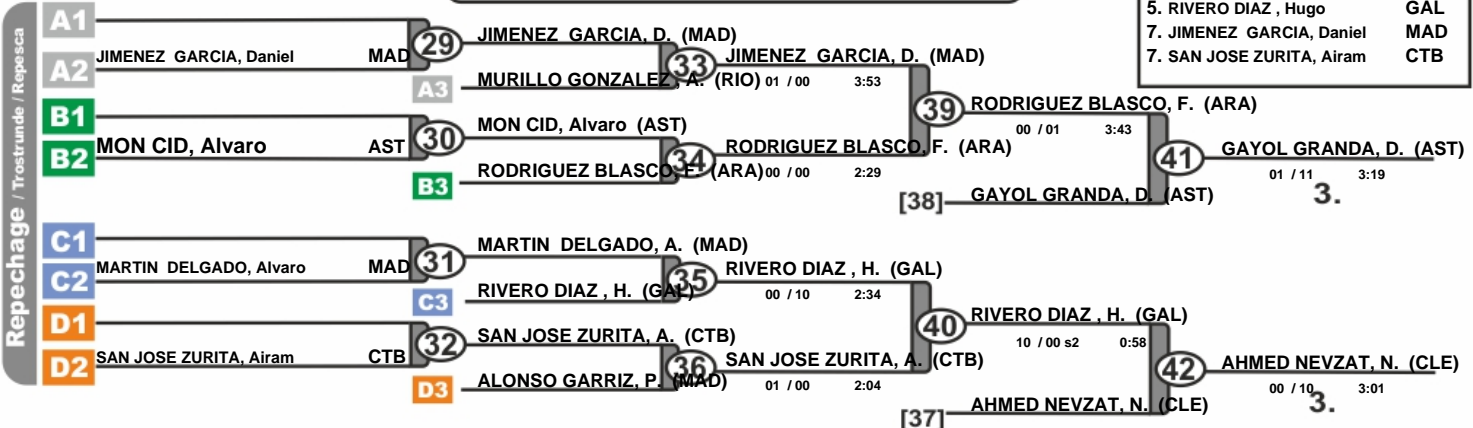 Repechage / Trostrunde / Repesca
5. RIVERO DIAZ , Hugo GAL
7. JIMENEZ GARCIA, Daniel MAD
7. SAN JOSE ZURITA, Airam CTB
A1
A2 JIMENEZ GARCIA, Daniel MAD
29
JIMENEZ GARCIA, D. (MAD)
A3 MURILLO GONZALEZ, A. (RIO)
33
JIMENEZ GARCIA, D. (MAD)
01 / 00 3:53
B1
B2 MON CID, Alvaro AST
30
MON CID, Alvaro (AST)
B3 RODRIGUEZ BLASCO, F. (ARA)
34
RODRIGUEZ BLASCO, F. (ARA)
00 / 00 2:29
39
RODRIGUEZ BLASCO, F. (ARA)
00 / 01 3:43
[38] GAYOL GRANDA, D. (AST)
41
GAYOL GRANDA, D. (AST)
01 / 11 3:19
3.
C1
C2 MARTIN DELGADO, Alvaro MAD
31
MARTIN DELGADO, A. (MAD)
C3 RIVERO DIAZ , H. (GAL)
35
RIVERO DIAZ , H. (GAL)
00 / 10 2:34
D1
D2 SAN JOSE ZURITA, Airam CTB
32
SAN JOSE ZURITA, A. (CTB)
D3 ALONSO GARRIZ, P. (MAD)
36
SAN JOSE ZURITA, A. (CTB)
01 / 00 2:04
40
RIVERO DIAZ , H. (GAL)
10 / 00 s2 0:58
[37] AHMED NEVZAT, N. (CLE)
42
AHMED NEVZAT, N. (CLE)
00 / 10 3:01
3.